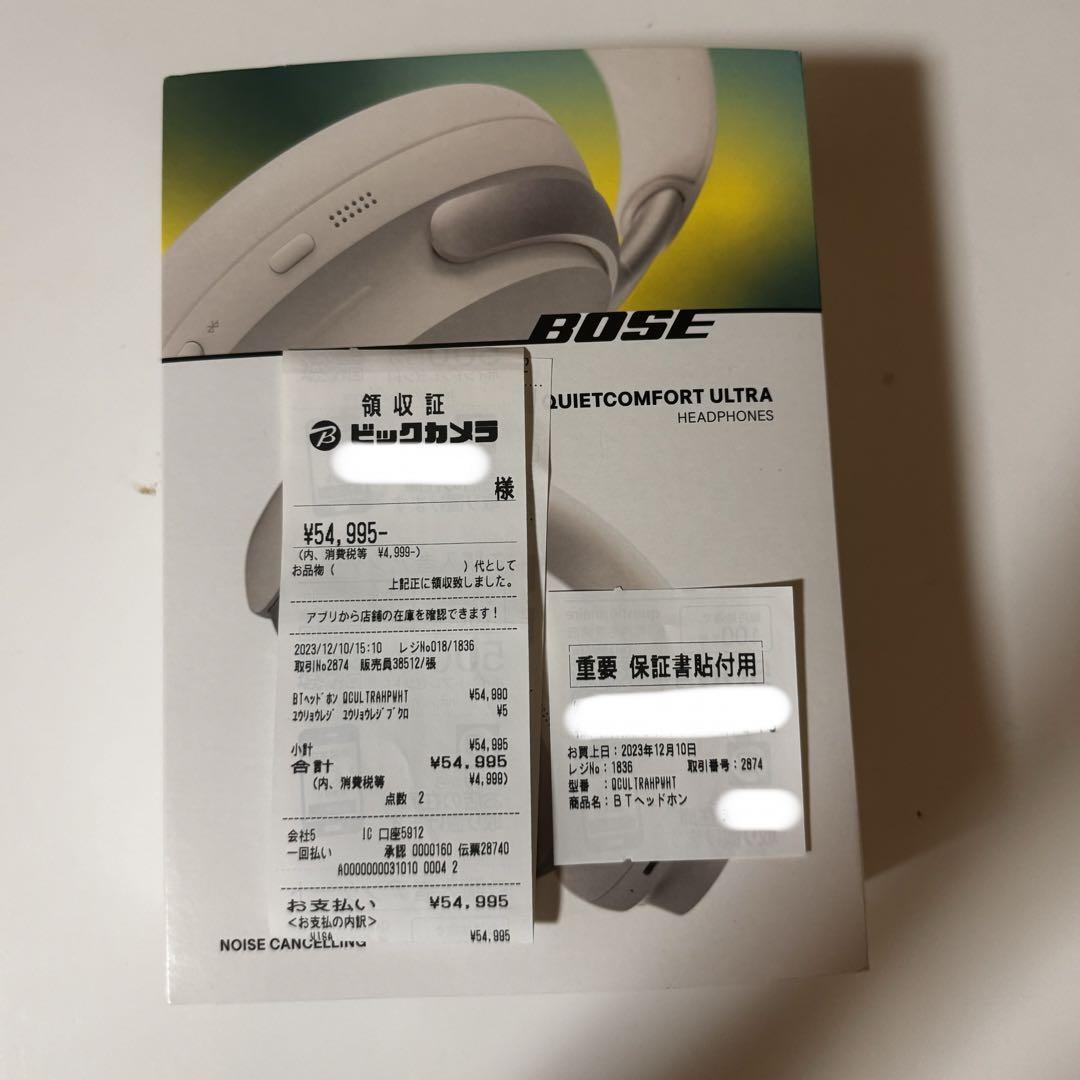 BOSE
QUIETCOMFORT ULTRA
HEADPHONES
領収証
ビックカメラ
様
¥54,995-
(内、消費税等 ¥4,999-)
お品物( )代として
上記正に領収致しました。
アプリから店舗の在庫を確認できます!
2023/12/10/15:10 レジNo018/1836
取引No2874 販売員38512/張
BTヘッドホン QCULTRAHPWHT ¥54,990
ユウリョウレジ ユウリョウレジブクロ ¥5
小計 ¥54,995
合計 ¥54,995
(内、消費税等 ¥4,999)
点数 2
会社5 IC 口座5912
一回払い 承認 0000160 伝票28740
A0000000031010 0004 2
お支払い ¥54,995
<お支払の内訳>
VISA ¥54,995
重要 保証書貼付用
お買上日:2023年12月10日
レジNo:1836 取引番号:2874
型番 :QCULTRAHPWHT
商品名:BTヘッドホン
NOISE CANCELLING